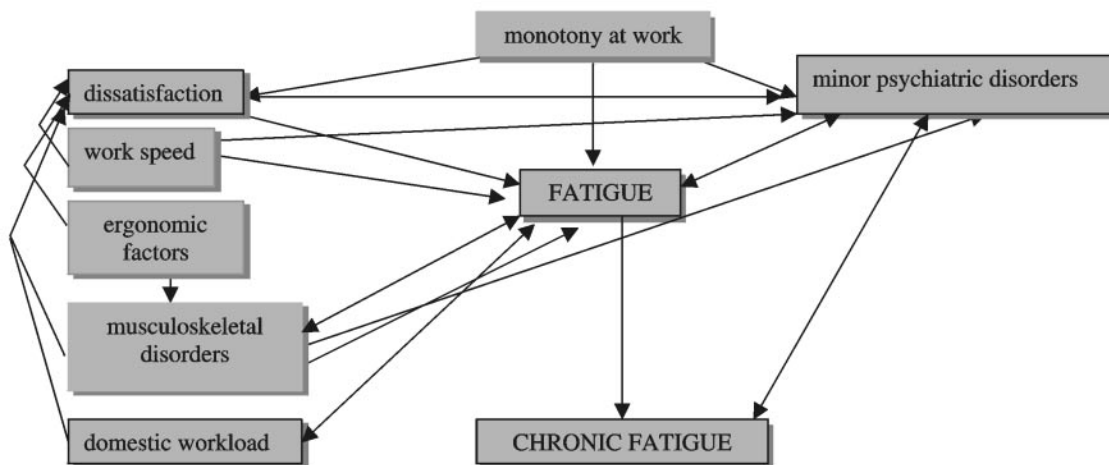 monotony at work
minor psychiatric disorders
dissatisfaction
work speed
FATIGUE
ergonomic
factors
musculoskeletal
disorders
domestic workload
CHRONIC FATIGUE